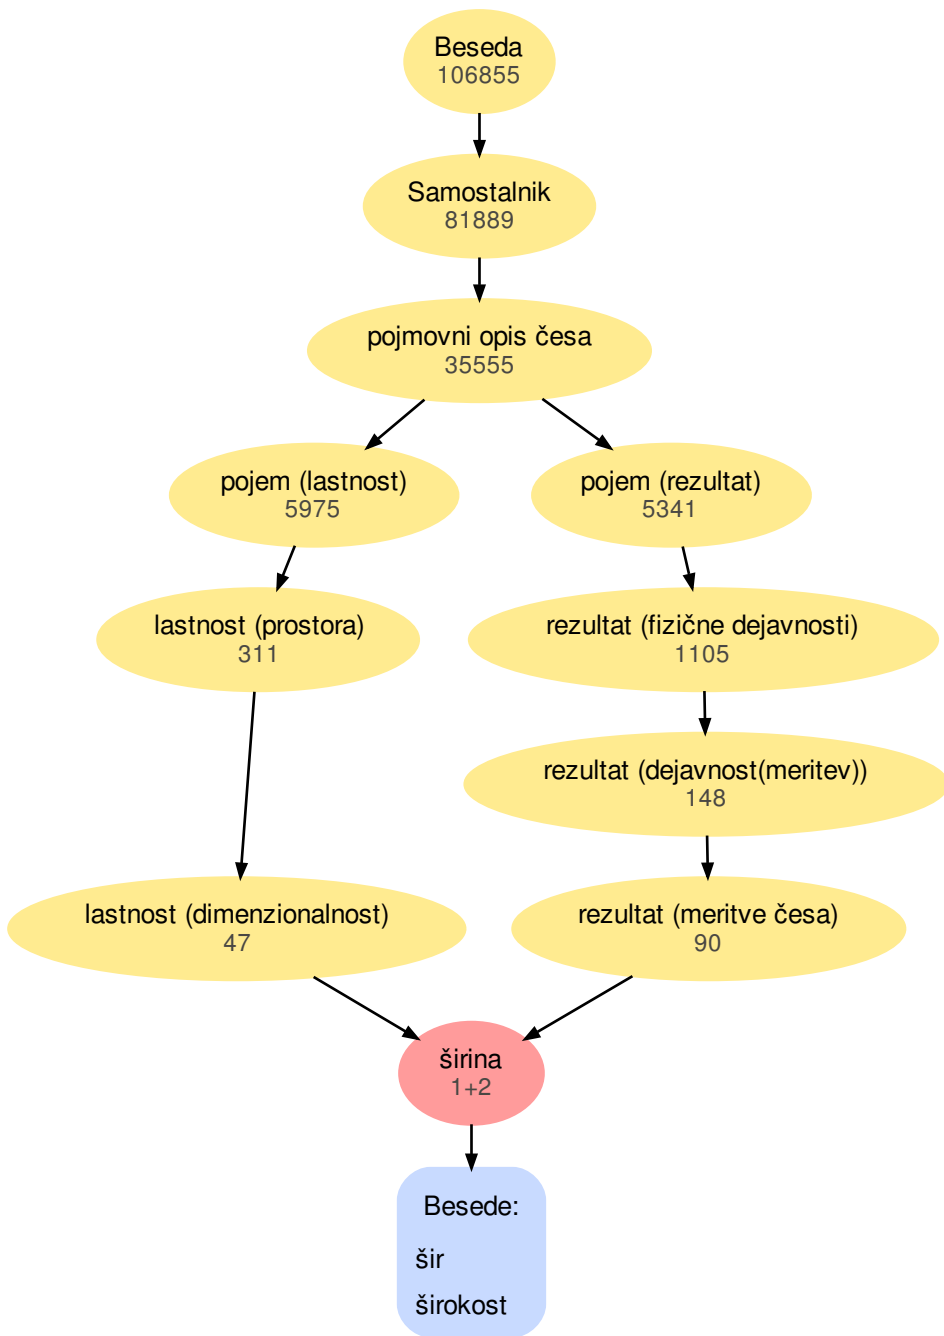 Beseda
106855
Samostalnik
81889
pojmovni opis česa
35555
pojem (lastnost)
5975
pojem (rezultat)
5341
lastnost (prostora)
311
rezultat (fizične dejavnosti)
1105
rezultat (dejavnost(meritev))
148
lastnost (dimenzionalnost)
47
rezultat (meritve česa)
90
širina
1+2
Besede:
šir
širokost